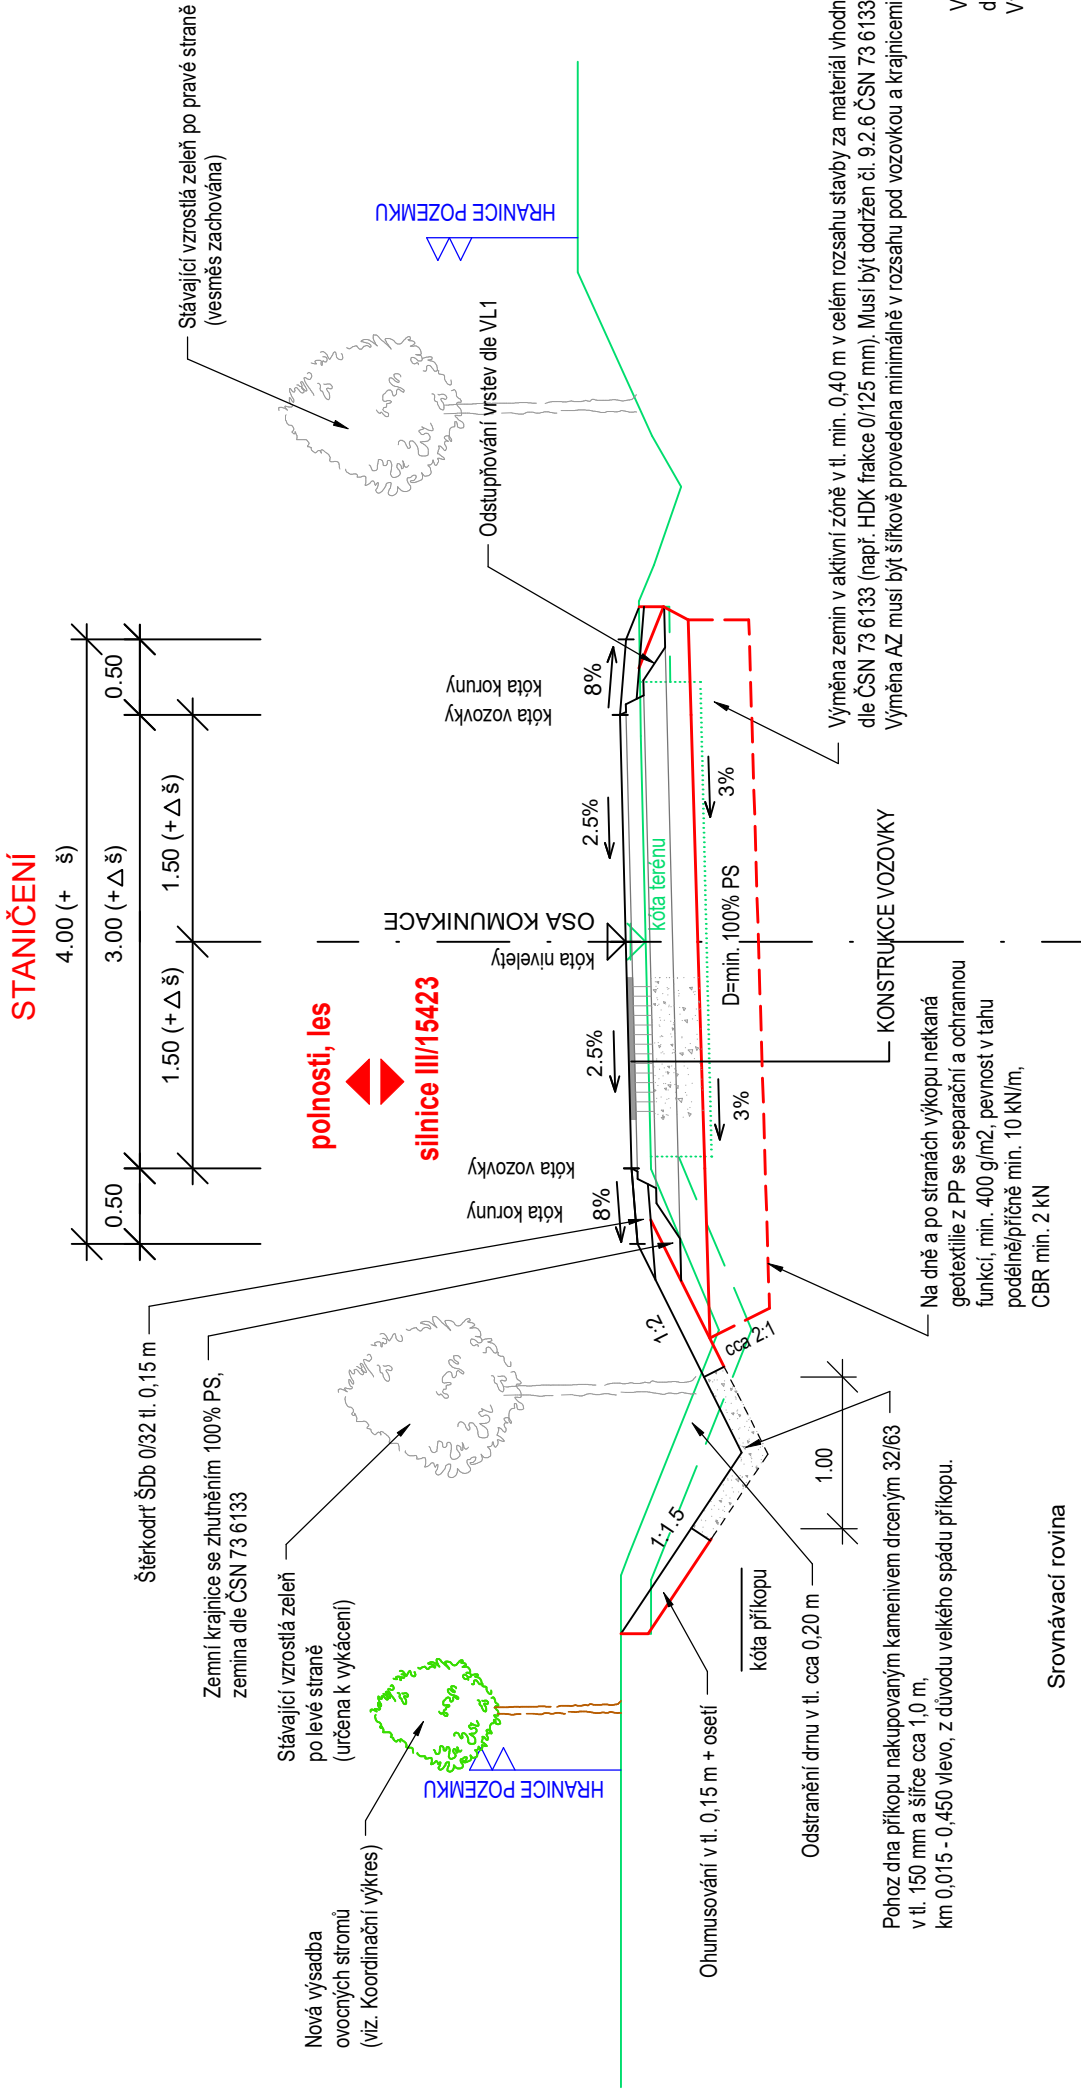 STANIČENÍ
4.00 (+ š)
0.50
3.00 (+Δ š)
0.50
1.50 (+Δ š)
1.50 (+Δ š)
polnosti, les
silnice III/15423
Stávající vzrostlá zeleň po pravé straně
(vesměs zachována)
HRANICE POZEMKU
Odstupňování vrstev dle VL1
Štěrkodrť ŠDb 0/32 tl. 0,15 m
Zemní krajnice se zhutněním 100% PS,
zemina dle ČSN 73 6133
Stávající vzrostlá zeleň
po levé straně
(určena k vykácení)
Nová výsadba
ovocných stromů
(viz. Koordinační výkres)
HRANICE POZEMKU
kóta koruny
kóta vozovky
kóta nivelety
OSA KOMUNIKACE
kóta vozovky
kóta koruny
8%
2.5%
2.5%
8%
kóta terénu
1:2
1:1.5
cca 2:1
3%
D=min. 100% PS
3%
1.00
kóta příkopu
KONSTRUKCE VOZOVKY
Ohumusování v tl. 0,15 m + osetí
Odstranění drnu v tl. cca 0,20 m
Pohoz dna příkopu nakupovaným kamenivem drceným 32/63
v tl. 150 mm a šířce cca 1,0 m,
km 0,015 - 0,450 vlevo, z důvodu velkého spádu příkopu.
Na dně a po stranách výkopu netkaná
geotextilie z PP se separační a ochrannou
funkcí, min. 400 g/m2, pevnost v tahu
podélně/příčně min. 10 kN/m,
CBR min. 2 kN
Výměna zemin v aktivní zóně v tl. min. 0,40 m v celém rozsahu stavby za materiál vhodn
dle ČSN 73 6133 (např. HDK frakce 0/125 mm). Musí být dodržen čl. 9.2.6 ČSN 73 6133
Výměna AZ musí být šířkově provedena minimálně v rozsahu pod vozovkou a krajnicemi
V
d
V
Srovnávací rovina